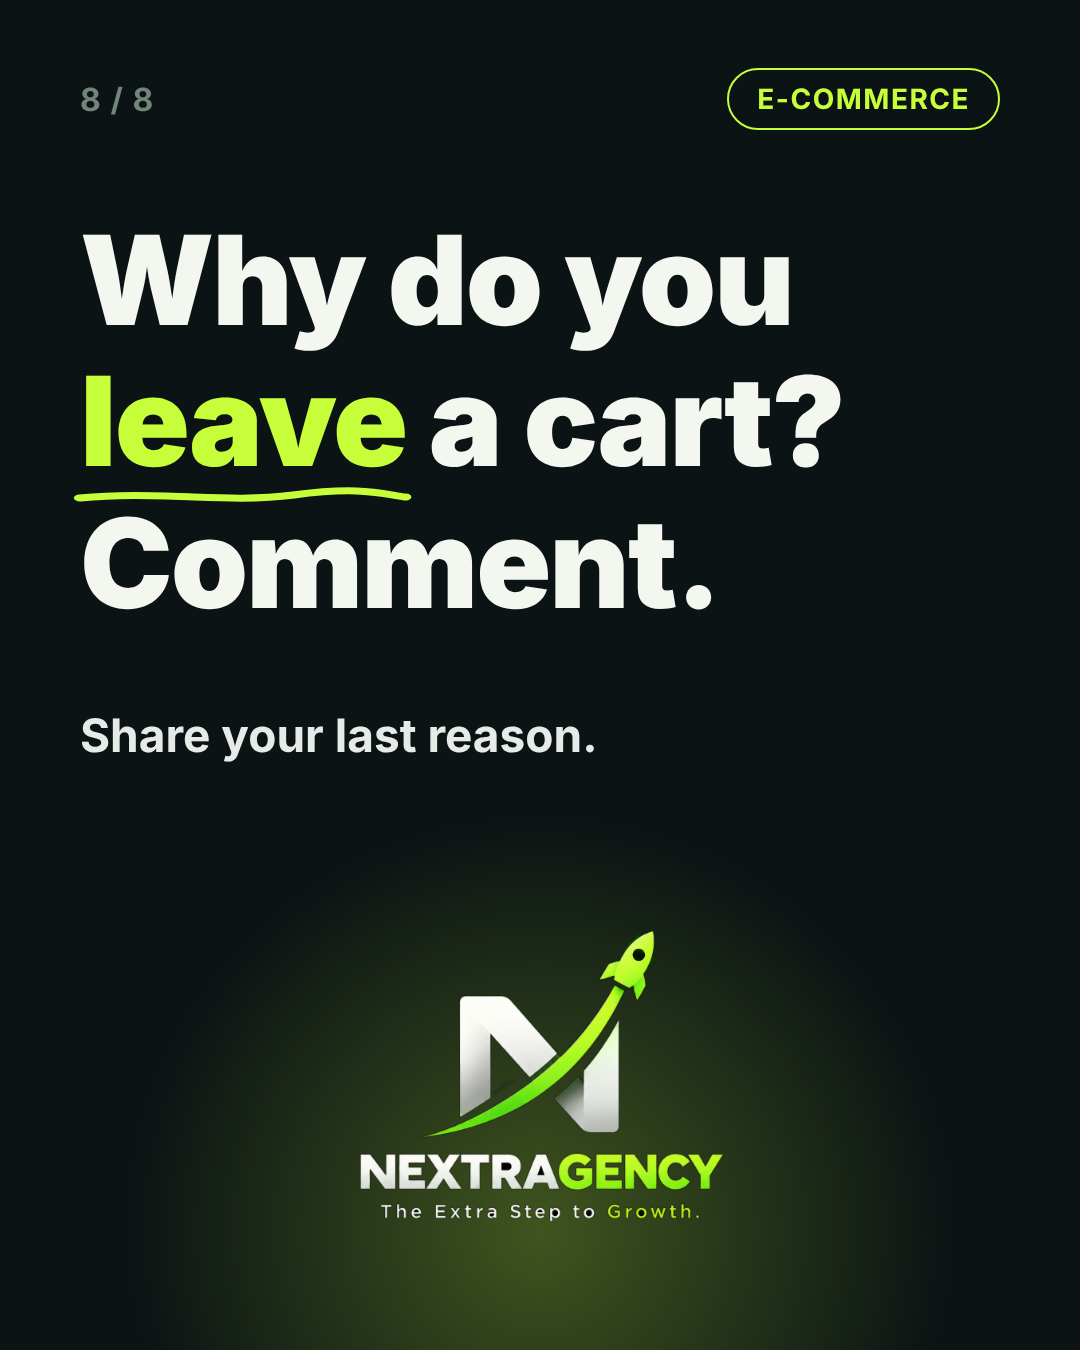 8 / 8
E-COMMERCE
Why do you
leave a cart?
Comment.
Share your last reason.
NEXTRAGENCY
The Extra Step to Growth.